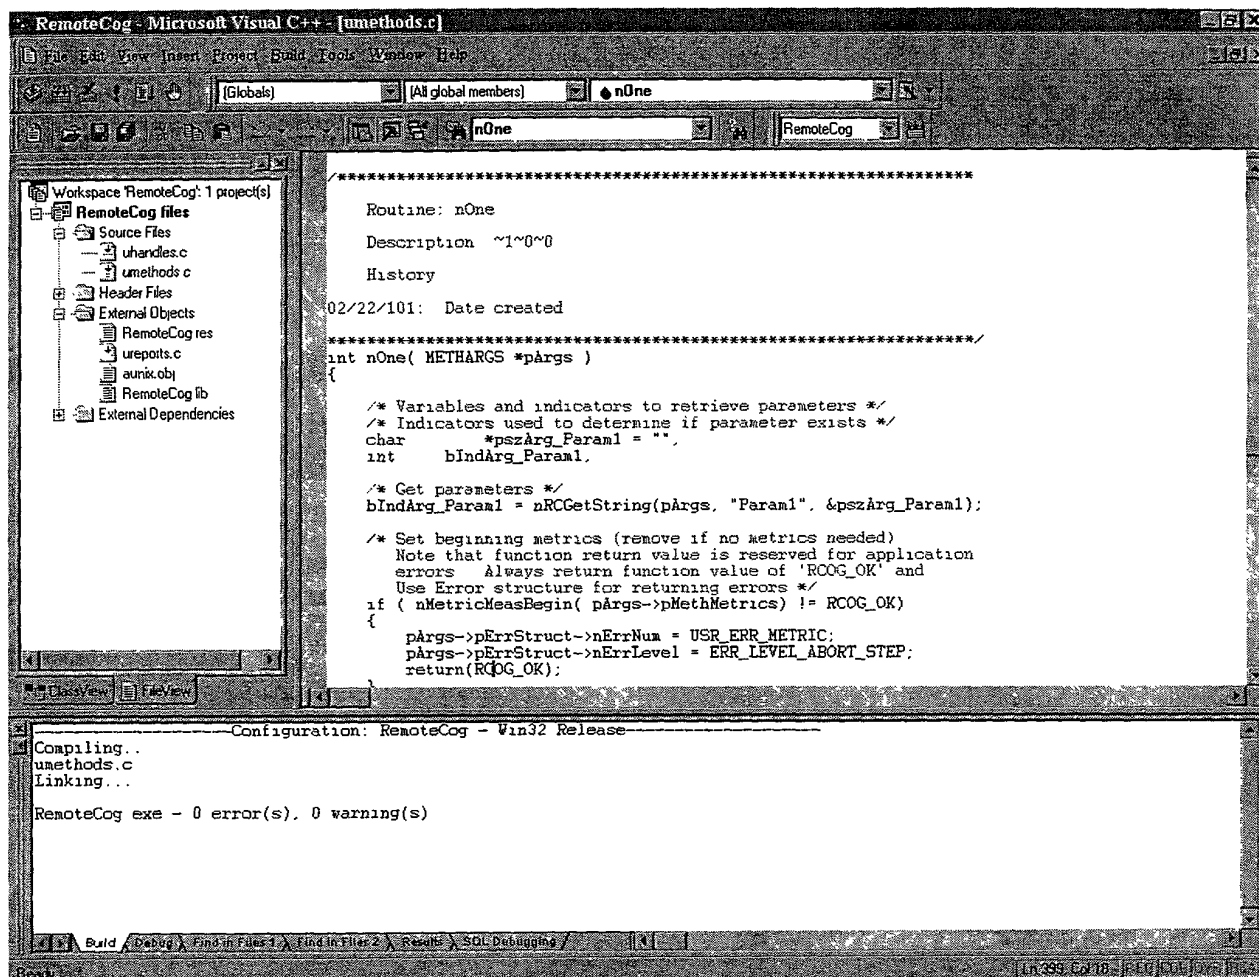 RemoteCog - Microsoft Visual C++ - [umethods.c]
File Edit View Insert Project Build Tools Window Help
(Globals) (All global members) nOne
nOne RemoteCog
Workspace 'RemoteCog': 1 project(s)
RemoteCog files
Source Files
uhandles.c
umethods c
Header Files
External Objects
RemoteCog res
ureports.c
aunix.obj
RemoteCog lib
External Dependencies
ClassView FileView
/*****************************************************************
Routine: nOne
Description ~1~0~0
History
02/22/101: Date created
******************************************************************/
int nOne( METHARGS *pArgs )
{
/* Variables and indicators to retrieve parameters */
/* Indicators used to determine if parameter exists */
char *pszArg_Param1 = "",
int bIndArg_Param1,
/* Get parameters */
bIndArg_Param1 = nRCGetString(pArgs, "Param1", &pszArg_Param1);
/* Set beginning metrics (remove if no metrics needed)
Note that function return value is reserved for application
errors Always return function value of 'RCOG_OK' and
Use Error structure for returning errors */
if ( nMetricMeasBegin( pArgs->pMethMetrics) != RCOG_OK)
{
pArgs->pErrStruct->nErrNum = USR_ERR_METRIC;
pArgs->pErrStruct->nErrLevel = ERR_LEVEL_ABORT_STEP;
return(RCOG_OK);
}
--------------------Configuration: RemoteCog - Win32 Release--------------------
Compiling..
umethods.c
Linking...
RemoteCog exe - 0 error(s), 0 warning(s)
Build Debug Find in Files 1 Find in Files 2 Results SQL Debugging
Ready Ln 399, Col 18